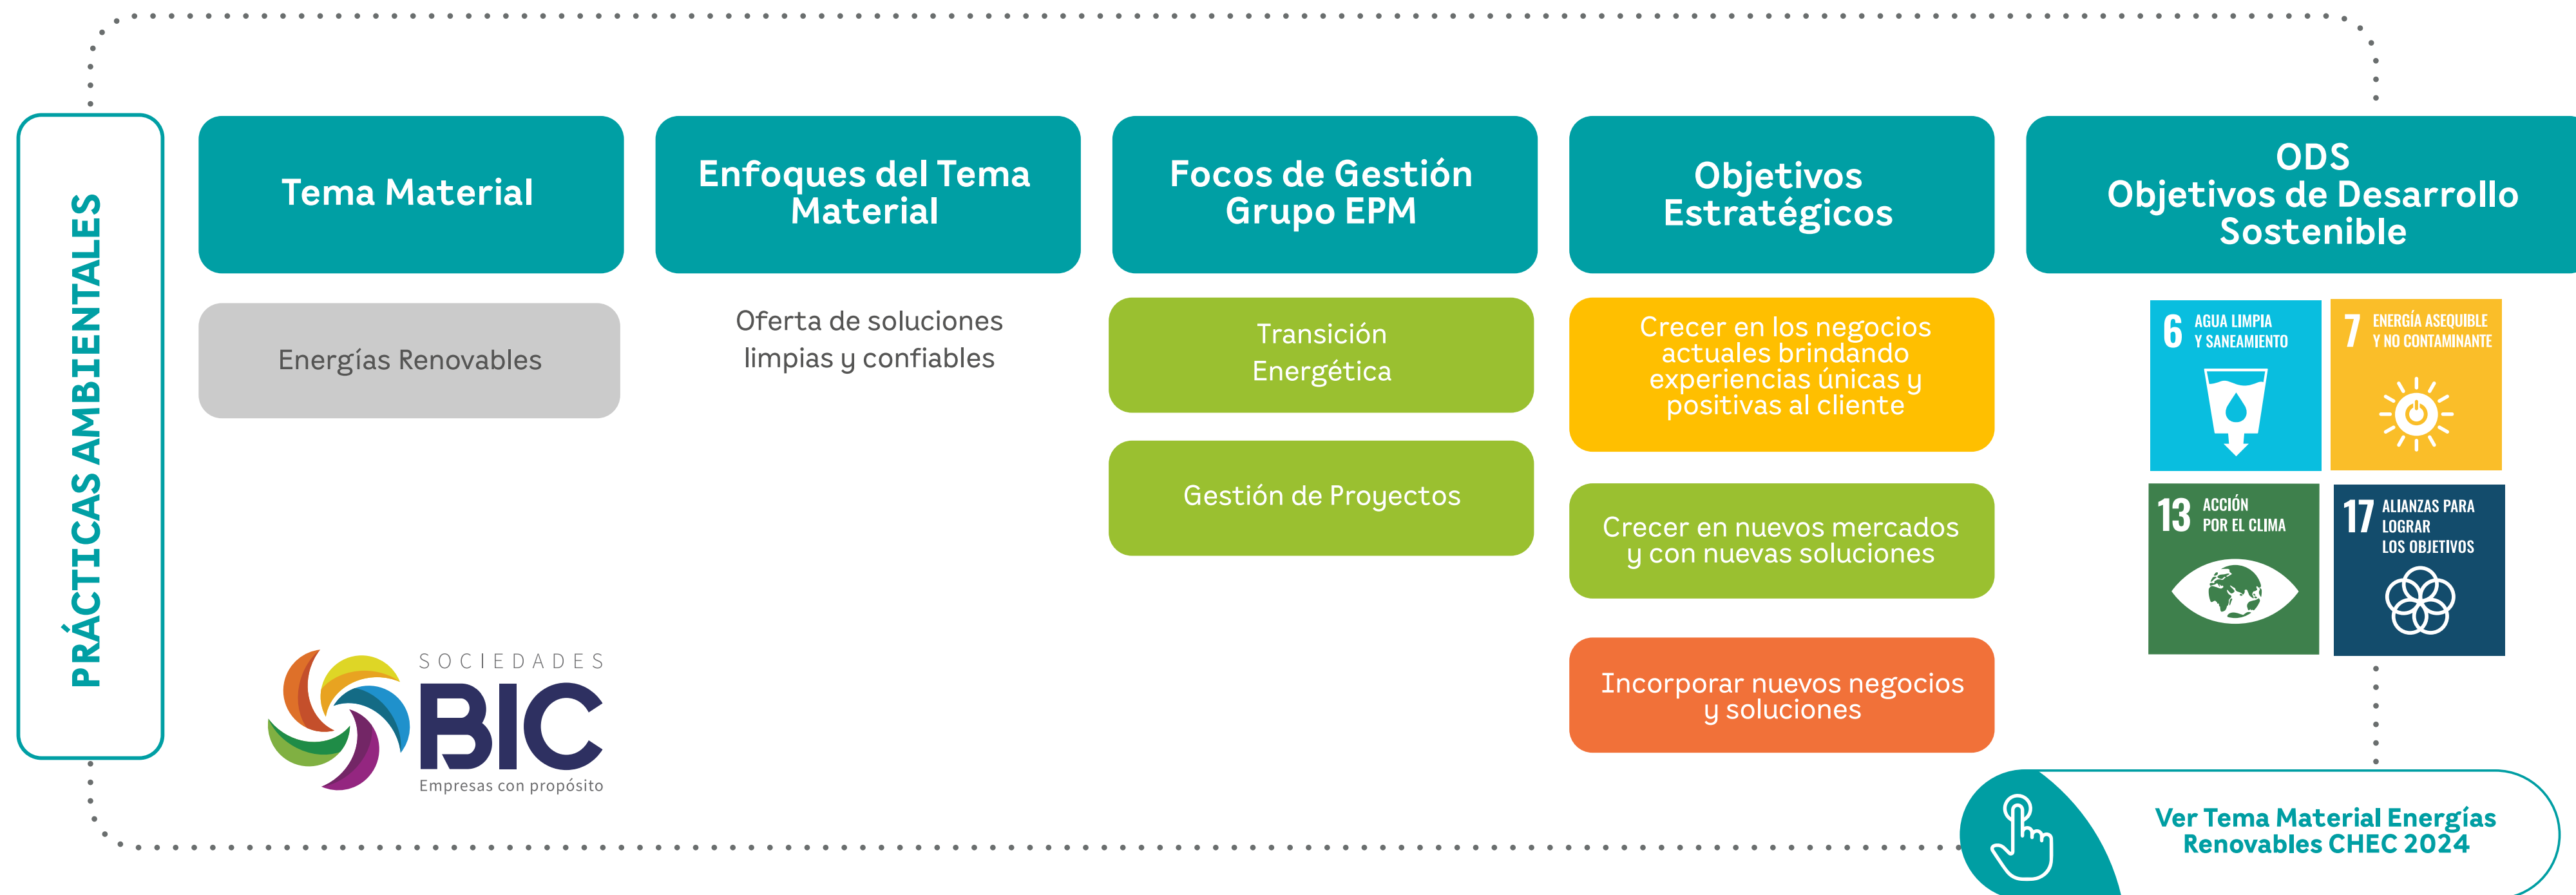 PRÁCTICAS AMBIENTALES
Tema Material
Enfoques del Tema
Material
Focos de Gestión
Grupo EPM
Objetivos
Estratégicos
ODS
Objetivos de Desarrollo
Sostenible
Energías Renovables
Oferta de soluciones
limpias y confiables
Transición
Energética
Gestión de Proyectos
Crecer en los negocios
actuales brindando
experiencias únicas y
positivas al cliente
Crecer en nuevos mercados
y con nuevas soluciones
Incorporar nuevos negocios
y soluciones
6 AGUA LIMPIA
Y SANEAMIENTO
7 ENERGÍA ASEQUIBLE
Y NO CONTAMINANTE
13 ACCIÓN
POR EL CLIMA
17 ALIANZAS PARA
LOGRAR
LOS OBJETIVOS
SOCIEDADES
BIC
Empresas con propósito
Ver Tema Material Energías
Renovables CHEC 2024